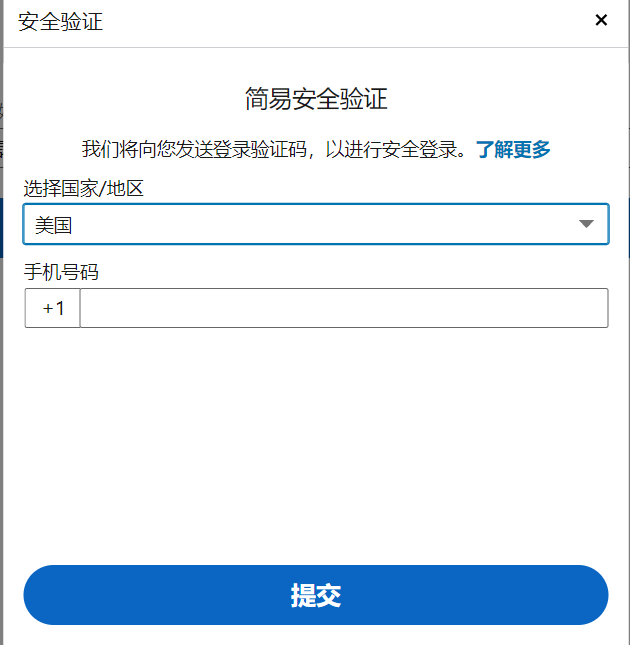 安全验证
×
简易安全验证
我们将向您发送登录验证码，以进行安全登录。了解更多
选择国家/地区
美国
手机号码
+1
提交